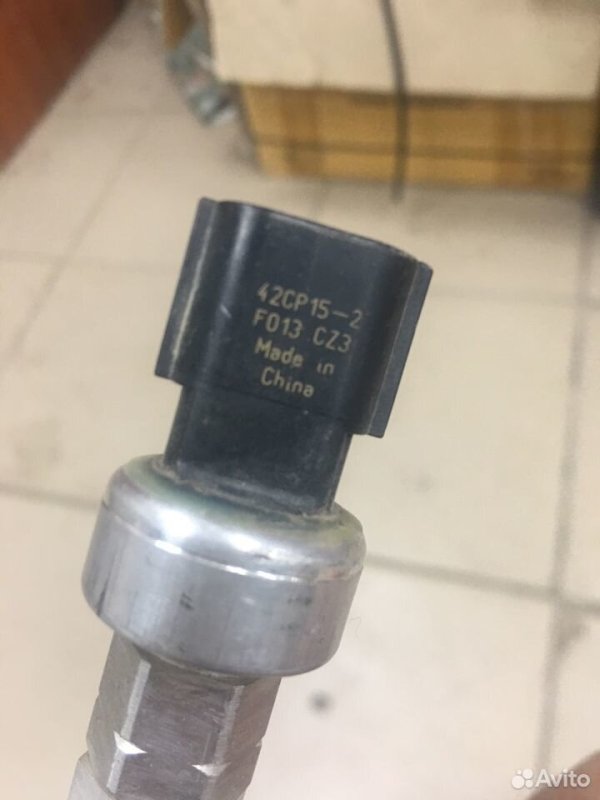 42CP15-2
F013 CZ3
Made in
China
Avito